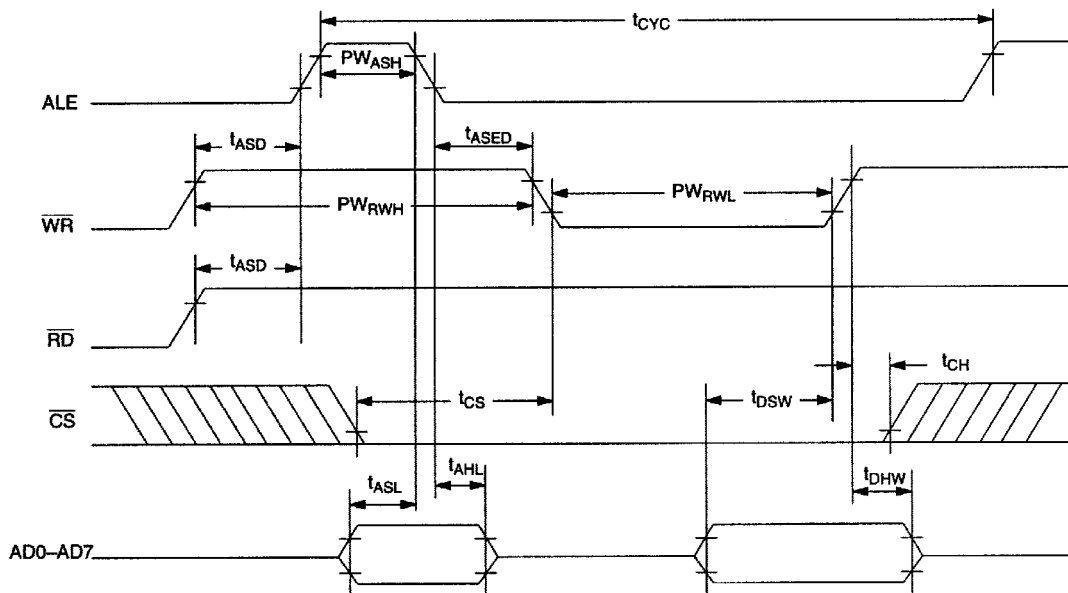 tCYC
PWASH
ALE
tASD
tASED
PWRWH
PWRWL
WR
tASD
RD
tCH
tCS
tDSW
CS
tASL
tAHL
tDHW
AD0–AD7